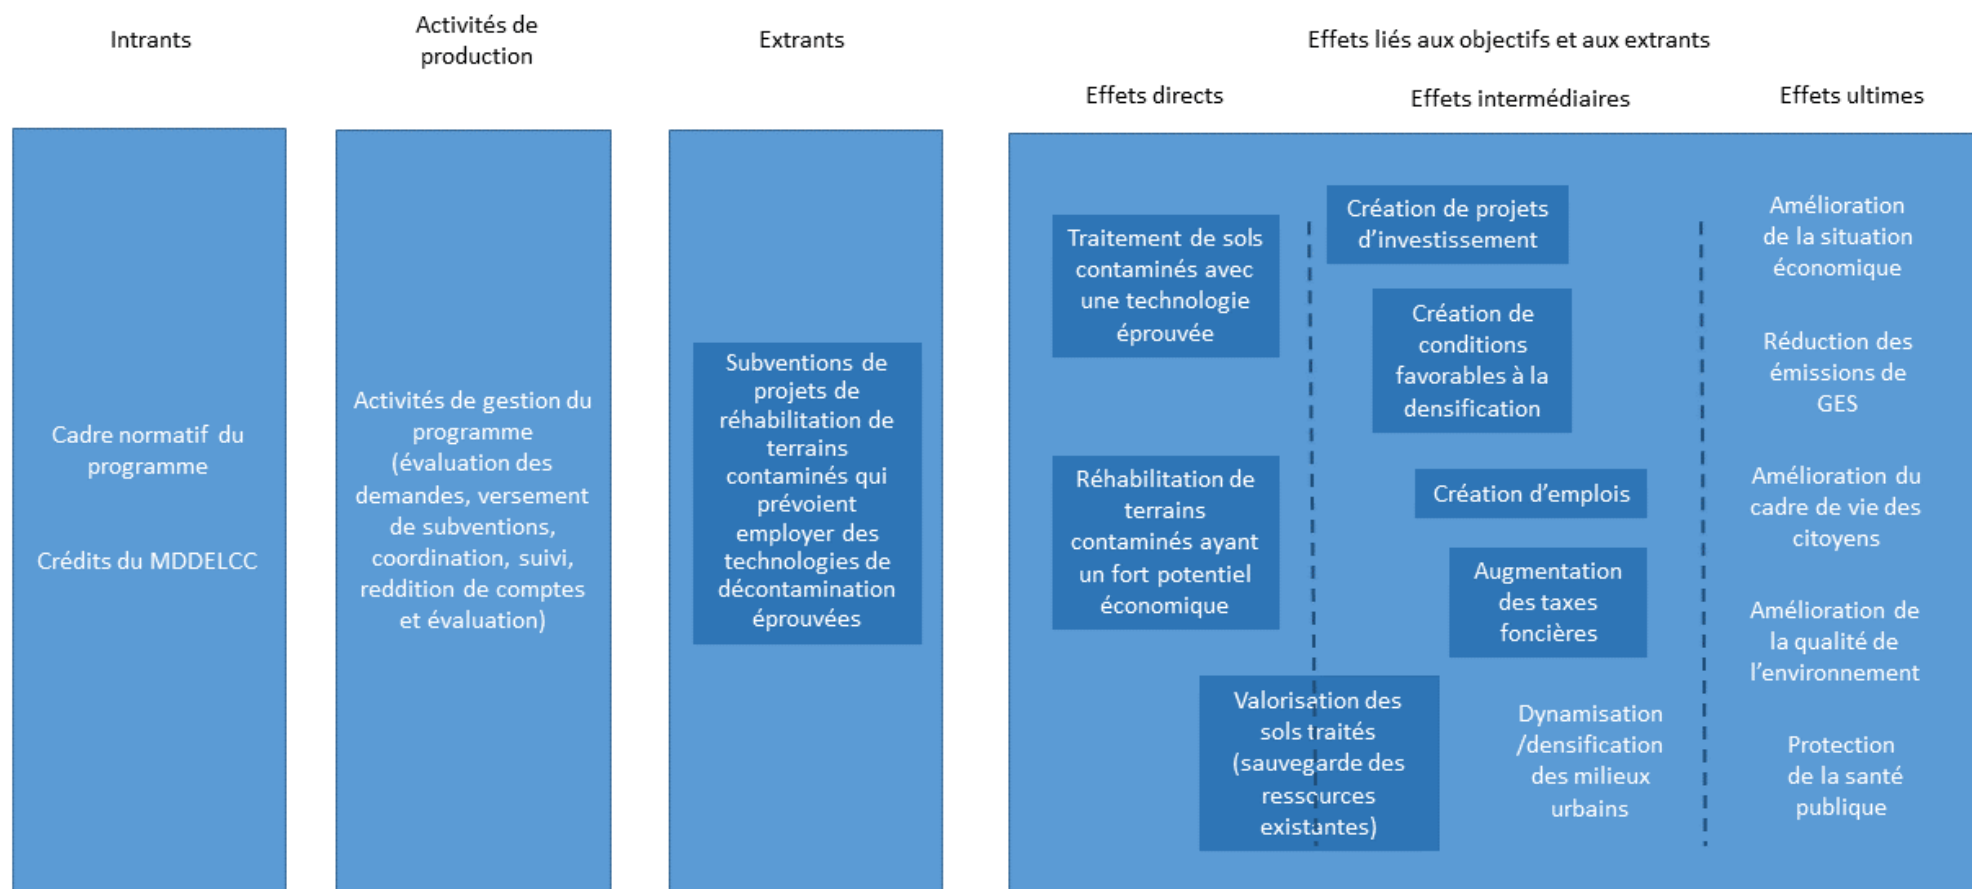 Intrants
Activités de
production
Extrants
Effets liés aux objectifs et aux extrants
Effets directs
Effets intermédiaires
Effets ultimes
Cadre normatif du
programme
Crédits du MDDELCC
Activités de gestion du
programme
(évaluation des
demandes, versement
de subventions,
coordination, suivi,
reddition de comptes
et évaluation)
Subventions de
projets de
réhabilitation de
terrains
contaminés qui
prévoient
employer des
technologies de
décontamination
éprouvées
Traitement de sols
contaminés avec
une technologie
éprouvée
Réhabilitation de
terrains
contaminés ayant
un fort potentiel
économique
Valorisation des
sols traités
(sauvegarde des
ressources
existantes)
Création de projets
d’investissement
Création de
conditions
favorables à la
densification
Création d’emplois
Augmentation
des taxes
foncières
Dynamisation
/densification
des milieux
urbains
Amélioration
de la situation
économique
Réduction des
émissions de
GES
Amélioration du
cadre de vie des
citoyens
Amélioration de
la qualité de
l’environnement
Protection
de la santé
publique